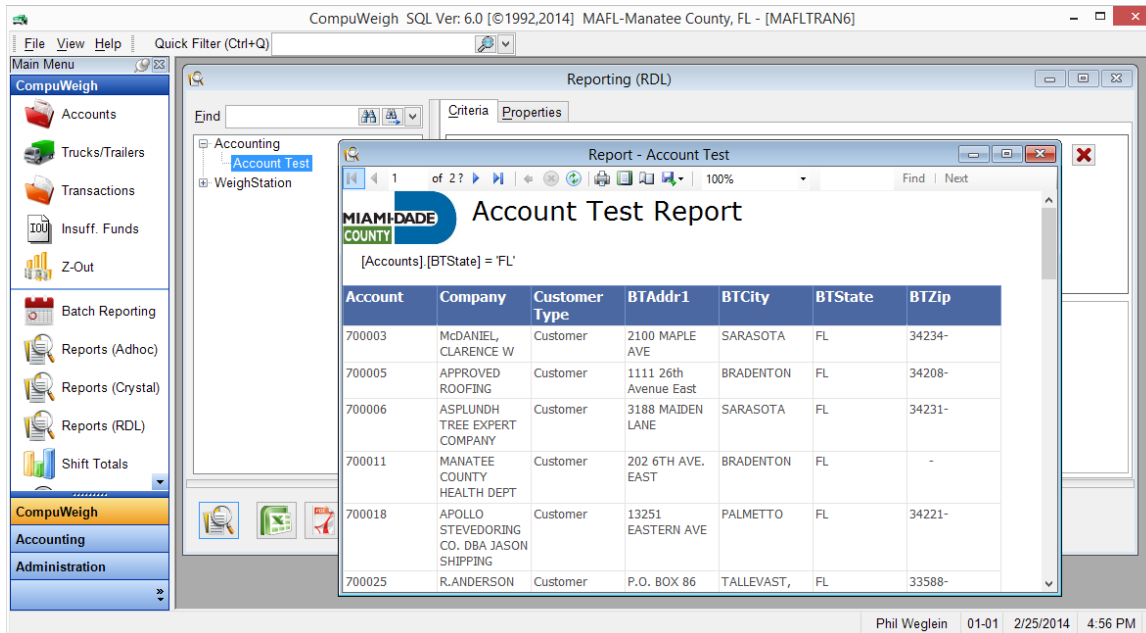 CompuWeigh SQL Ver: 6.0 [©1992,2014] MAFL-Manatee County, FL - [MAFLTRAN6]
File View Help Quick Filter (Ctrl+Q)
Main Menu
CompuWeigh
Accounts
Trucks/Trailers
Transactions
IOU
Insuff. Funds
Z-Out
Batch Reporting
Reports (Adhoc)
Reports (Crystal)
Reports (RDL)
Shift Totals
CompuWeigh
Accounting
Administration
Reporting (RDL)
Find
Criteria Properties
Accounting
Account Test
WeighStation
Report - Account Test
1 of 2 ? 100% Find | Next
MIAMI-DADE
COUNTY
Account Test Report
[Accounts].[BTState] = 'FL'
Account Company Customer BTAddr1 BTCity BTState BTZip
Type
700003 McDANIEL, Customer 2100 MAPLE SARASOTA FL 34234-
CLARENCE W AVE
700005 APPROVED Customer 1111 26th BRADENTON FL 34208-
ROOFING Avenue East
700006 ASPLUNDH Customer 3188 MAIDEN SARASOTA FL 34231-
TREE EXPERT LANE
COMPANY
700011 MANATEE Customer 202 6TH AVE. BRADENTON FL -
COUNTY EAST
HEALTH DEPT
700018 APOLLO Customer 13251 PALMETTO FL 34221-
STEVEDORING EASTERN AVE
CO. DBA JASON
SHIPPING
700025 R.ANDERSON Customer P.O. BOX 86 TALLEVAST, FL 33588-
Phil Weglein 01-01 2/25/2014 4:56 PM